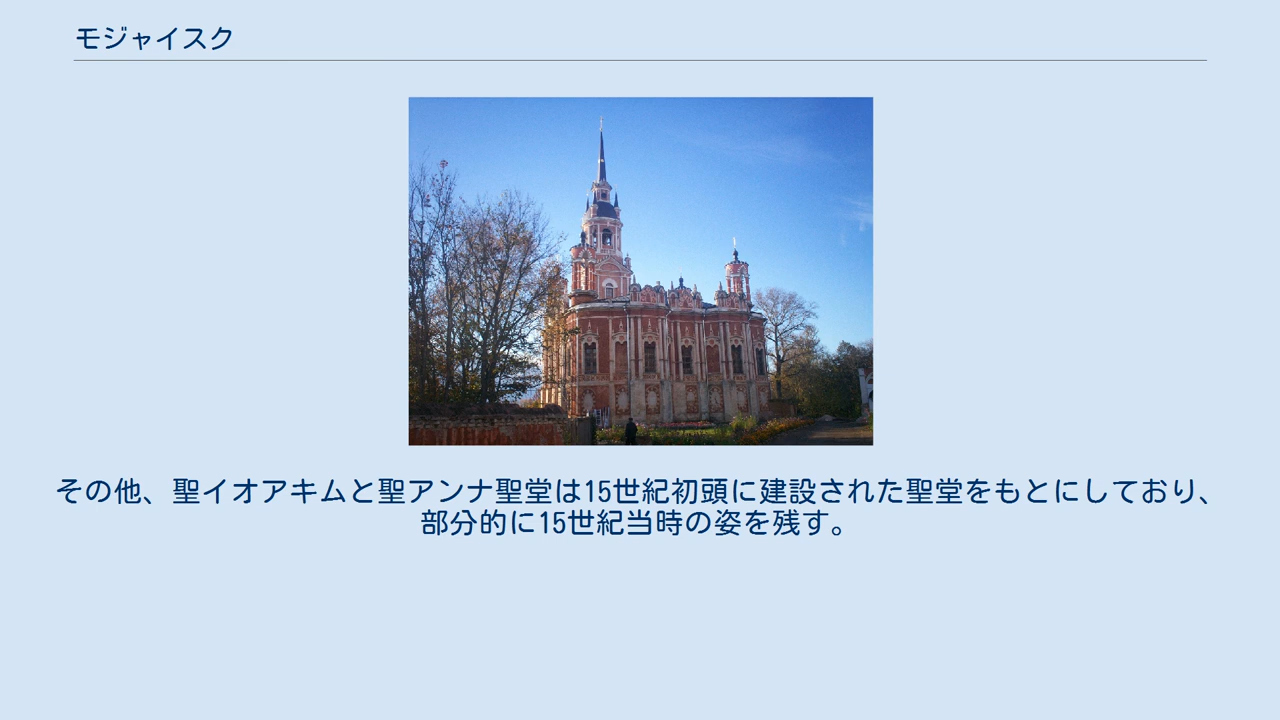 モジャイスク
その他、聖イオアキムと聖アンナ聖堂は15世紀初頭に建設された聖堂をもとにしており、
部分的に15世紀当時の姿を残す。